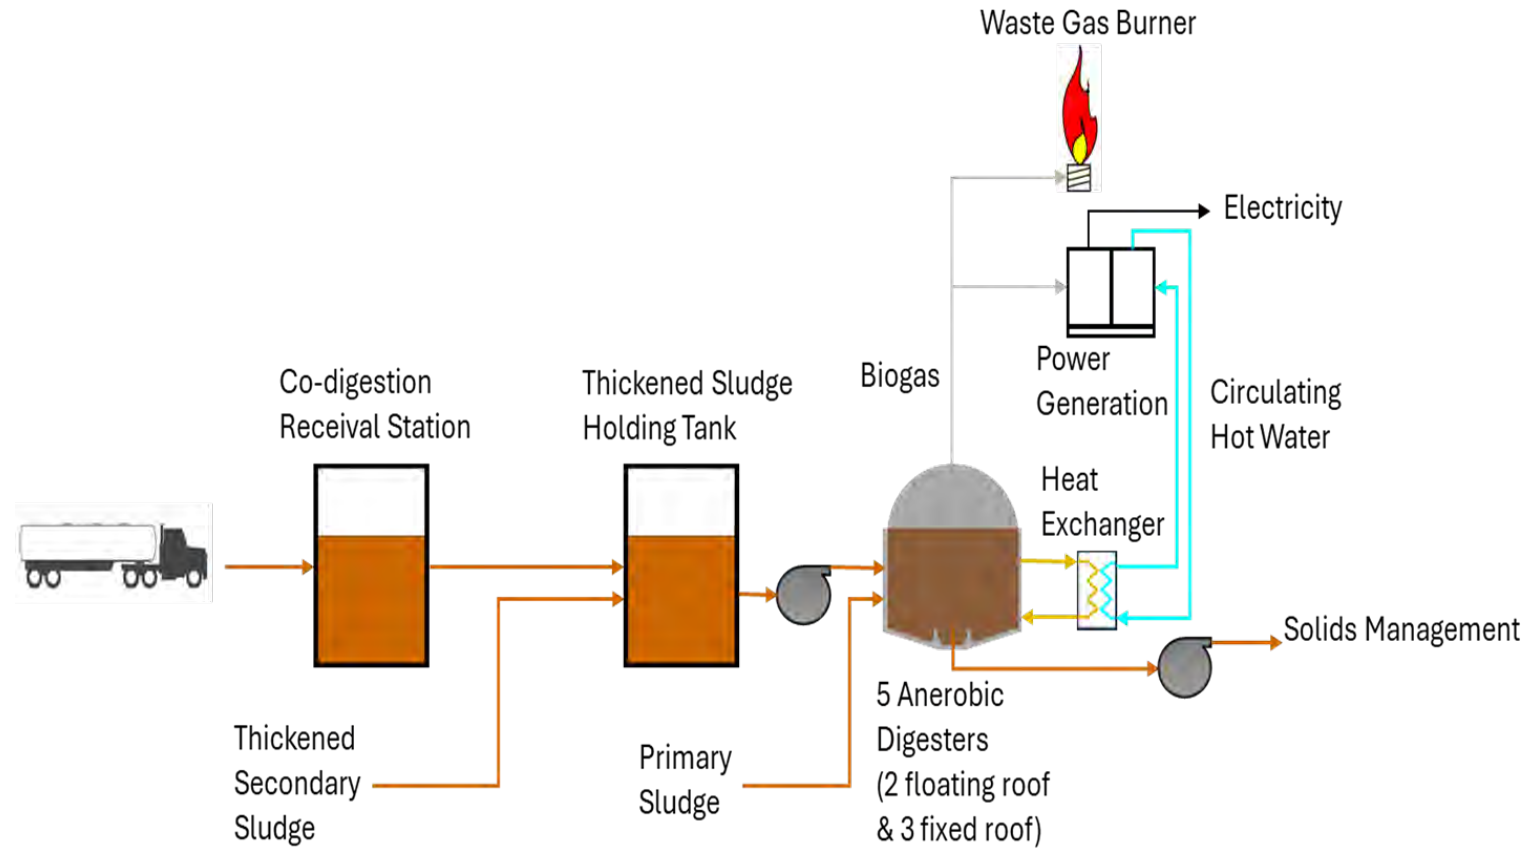 Waste Gas Burner
Electricity
Power
Generation
Biogas
Circulating
Hot Water
Co-digestion
Receival Station
Thickened Sludge
Holding Tank
Heat
Exchanger
Solids Management
5 Anerobic
Digesters
(2 floating roof
& 3 fixed roof)
Thickened
Secondary
Sludge
Primary
Sludge